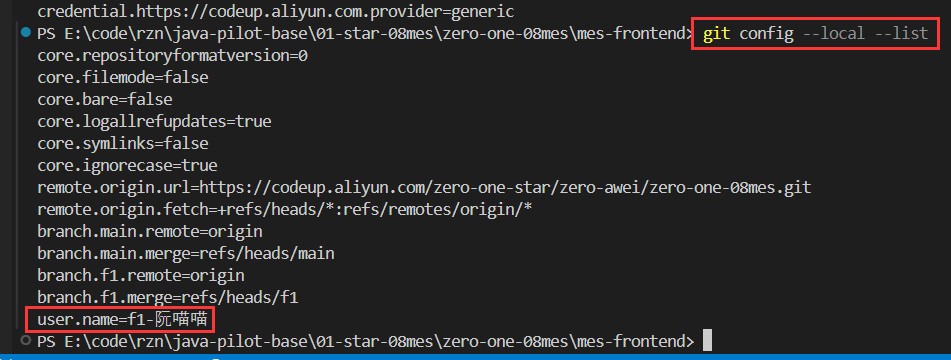 credential.https://codeup.aliyun.com.provider=generic
PS E:\code\rzn\java-pilot-base\01-star-08mes\zero-one-08mes\mes-frontend> git config --local --list
core.repositoryformatversion=0
core.filemode=false
core.bare=false
core.logallrefupdates=true
core.symlinks=false
core.ignorecase=true
remote.origin.url=https://codeup.aliyun.com/zero-one-star/zero-awei/zero-one-08mes.git
remote.origin.fetch=+refs/heads/*:refs/remotes/origin/*
branch.main.remote=origin
branch.main.merge=refs/heads/main
branch.f1.remote=origin
branch.f1.merge=refs/heads/f1
user.name=f1-阮喵喵
PS E:\code\rzn\java-pilot-base\01-star-08mes\zero-one-08mes\mes-frontend>